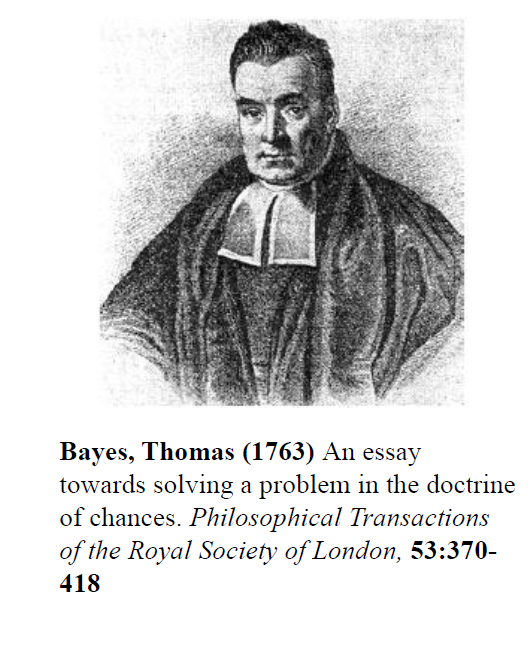 Bayes, Thomas (1763) An essay
towards solving a problem in the doctrine
of chances. Philosophical Transactions
of the Royal Society of London, 53:370-
418